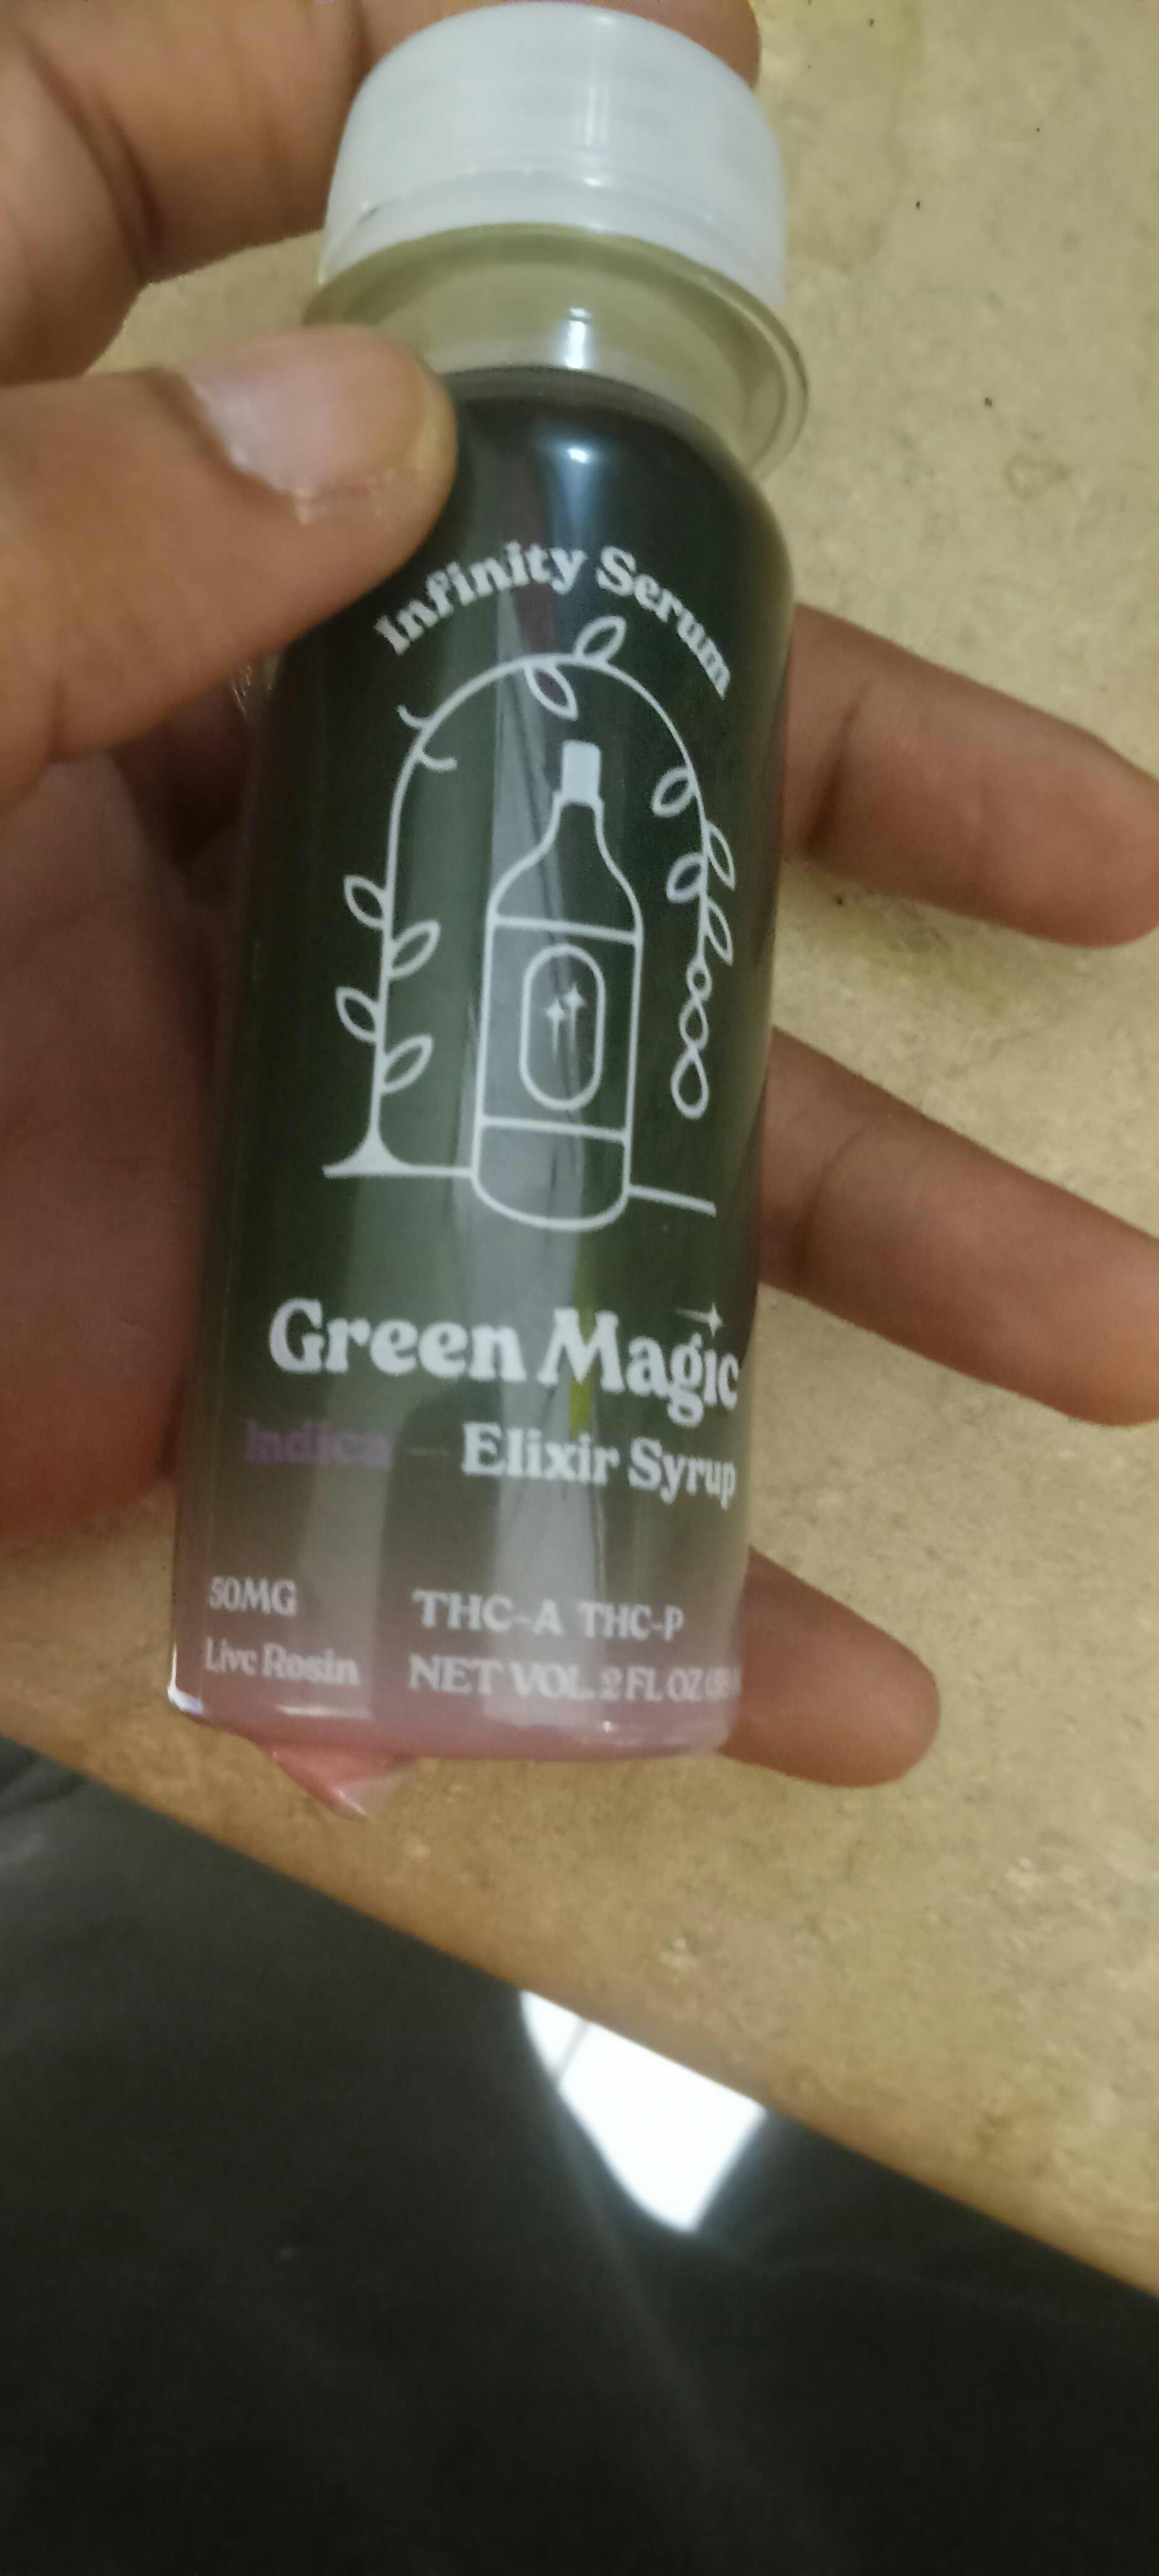 Infinity Serum
Green Magic
Indica — Elixir Syrup
50MG THC-A THC-P
Live Rosin NET VOL. 2 FL OZ